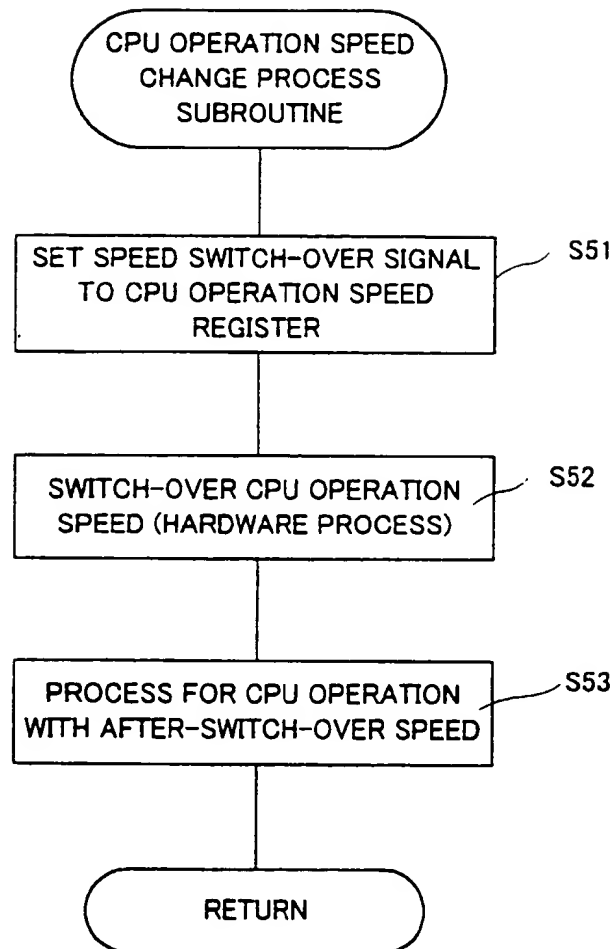 CPU OPERATION SPEED
CHANGE PROCESS
SUBROUTINE
SET SPEED SWITCH-OVER SIGNAL
TO CPU OPERATION SPEED
REGISTER
S51
SWITCH-OVER CPU OPERATION
SPEED (HARDWARE PROCESS)
S52
PROCESS FOR CPU OPERATION
WITH AFTER-SWITCH-OVER SPEED
S53
RETURN